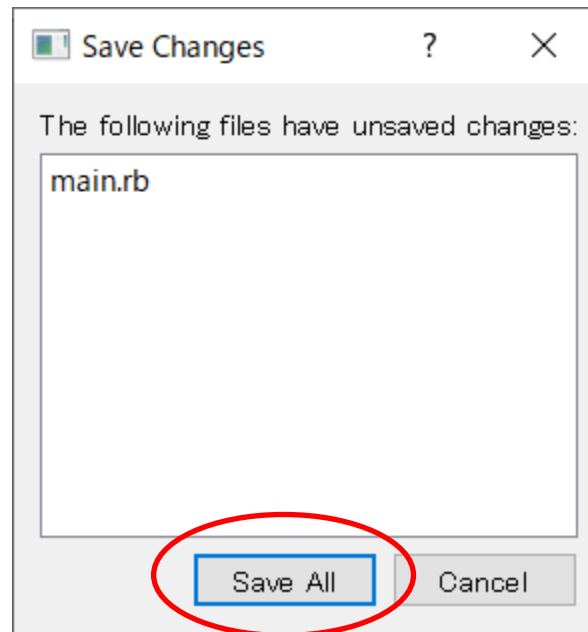 Save Changes
The following files have unsaved changes:
main.rb
Save All
Cancel